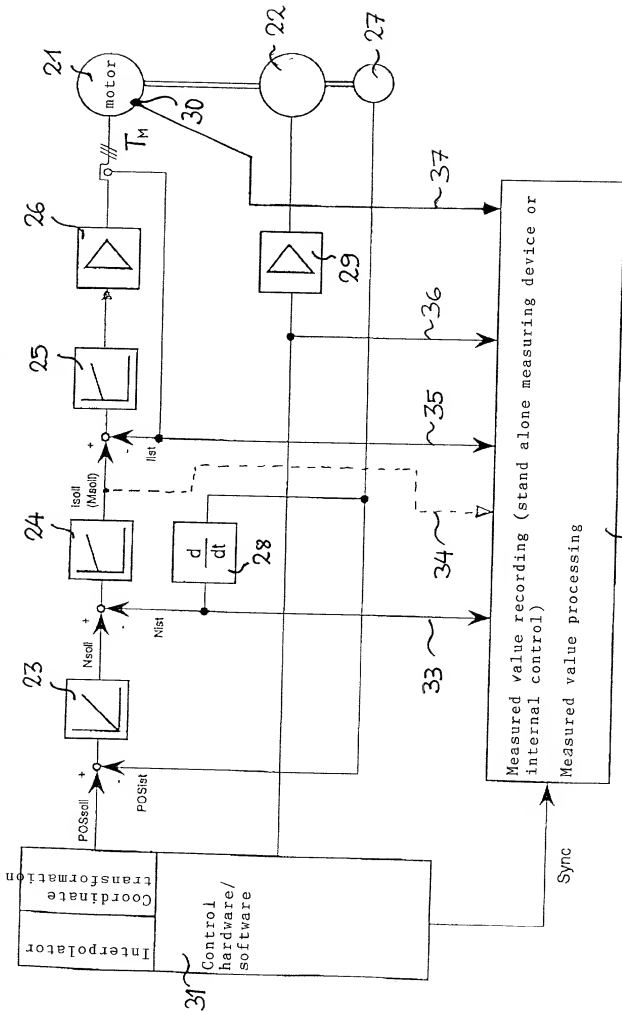 Interpolator
Coordinate
transformation
31
Control
hardware/
software
POSsoll
+
-
POSist
23
Nsoll
+
-
Nist
24
isoll
(Msoll)
+
-
Iist
25
26
TM
21
motor
30
22
27
d
dt
28
29
33
34
35
36
37
Sync
Measured value recording (stand alone measuring device or
internal control)
Measured value processing